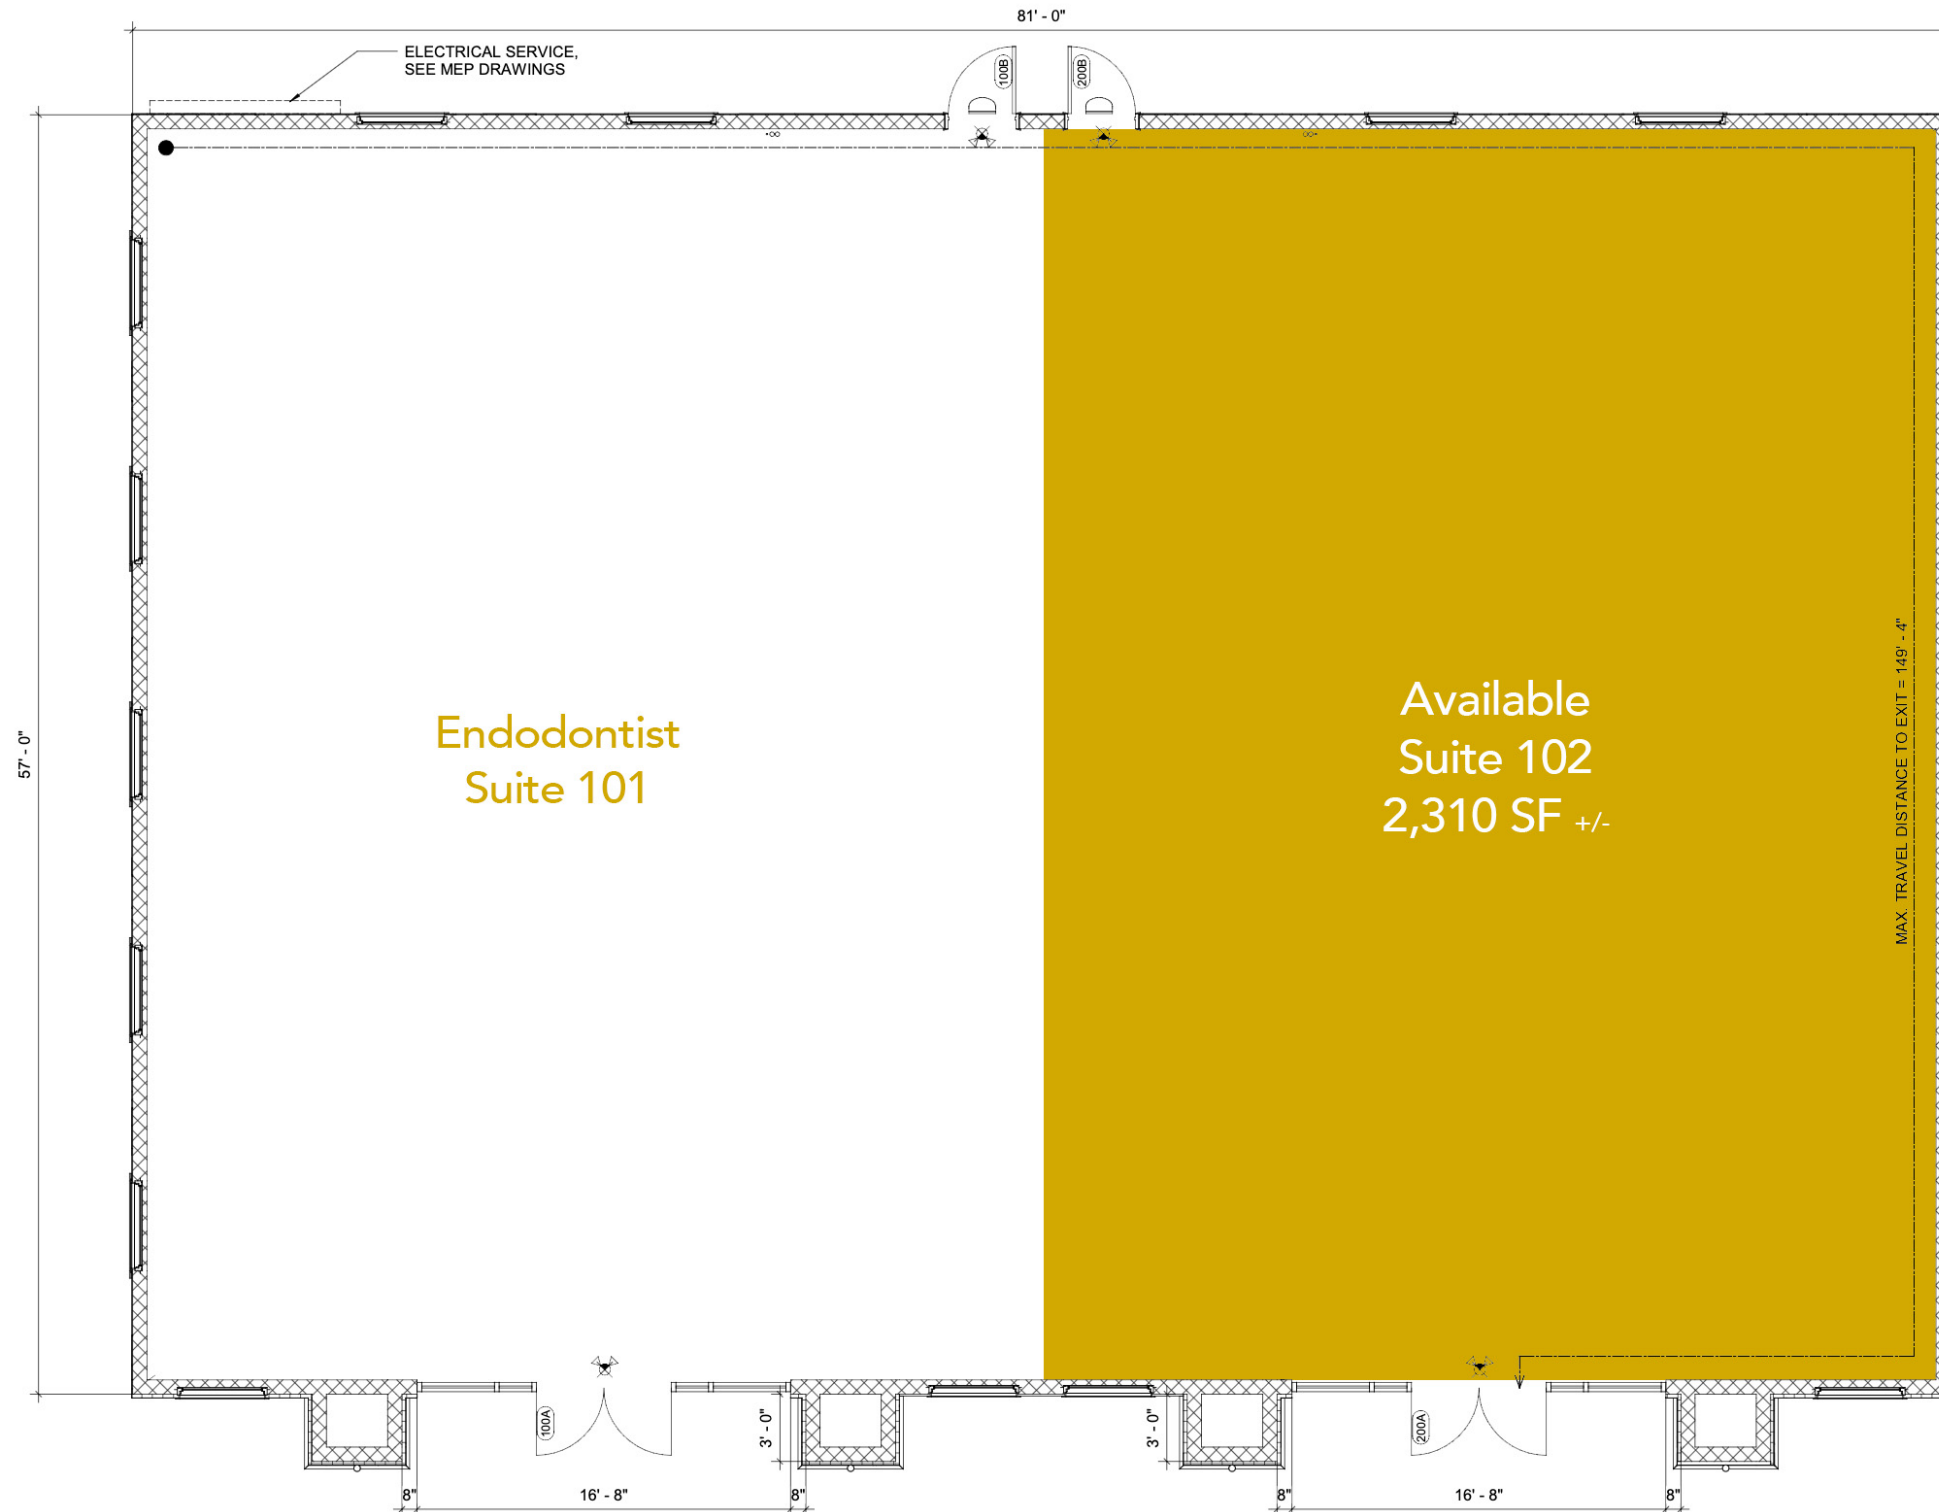 81' - 0"
ELECTRICAL SERVICE,
SEE MEP DRAWINGS
100B
200B
57' - 0"
Endodontist
Suite 101
Available
Suite 102
2,310 SF +/-
MAX. TRAVEL DISTANCE TO EXIT = 149' - 4"
100A
3' - 0"
3' - 0"
200A
8"
16' - 8"
8"
8"
16' - 8"
8"